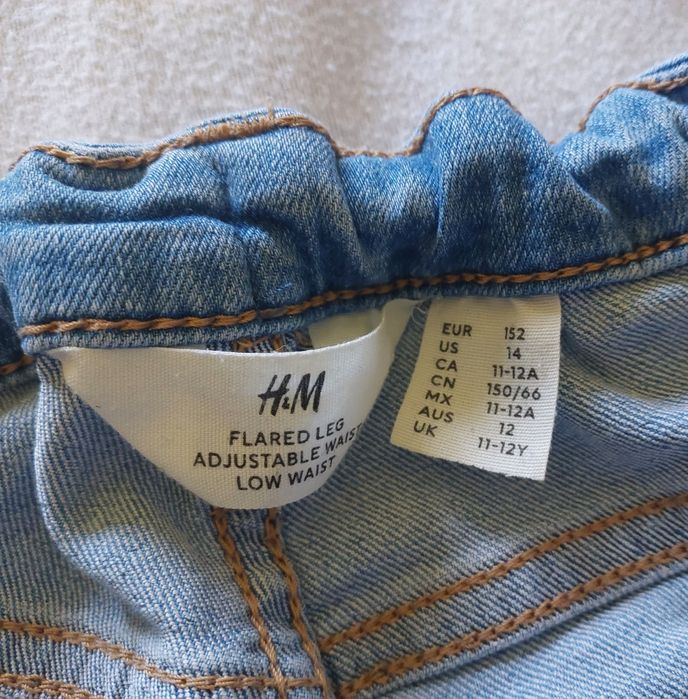 H&M
FLARED LEG
ADJUSTABLE WAIST
LOW WAIST
EUR 152
US 14
CA 11-12A
CN 150/66
MX 11-12A
AUS 12
UK 11-12Y